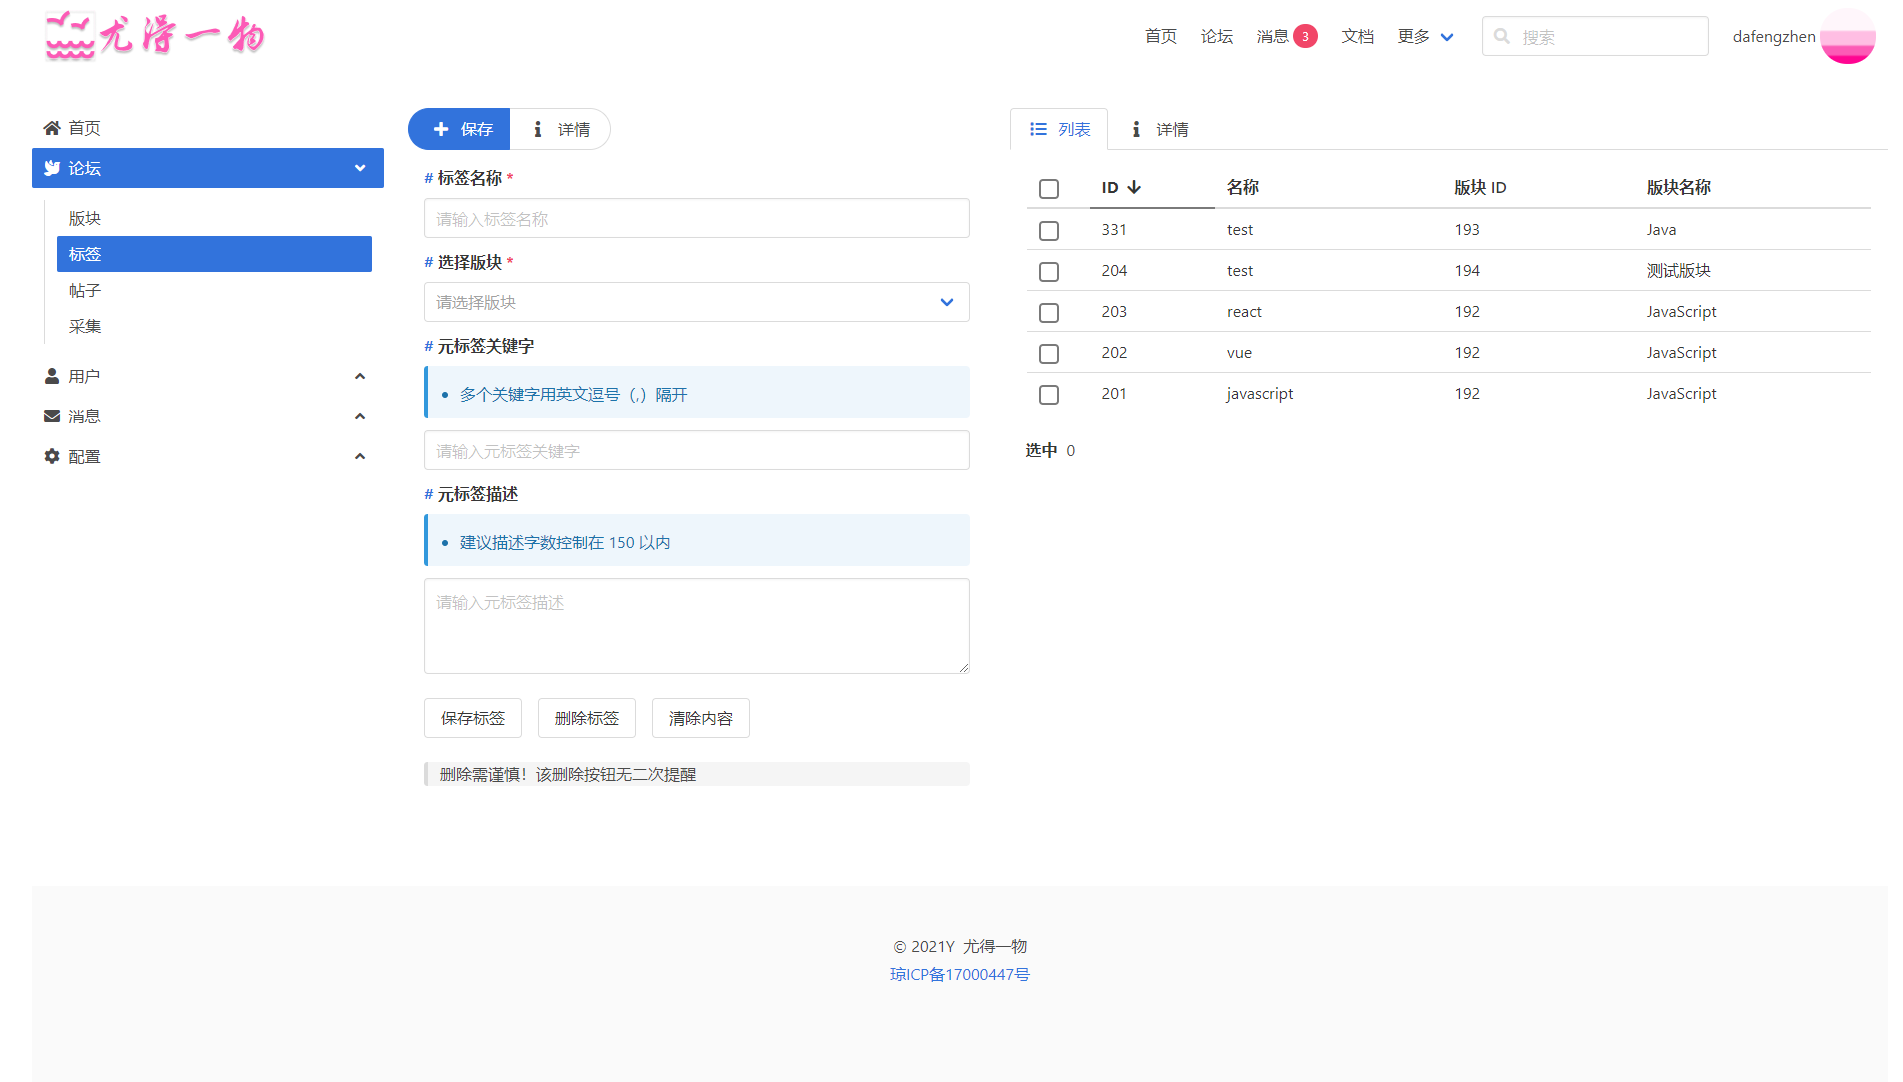 尤得一物
首页 论坛 消息 3 文档 更多 搜索 dafengzhen
首页
论坛
版块
标签
帖子
采集
用户
消息
配置
保存 详情
# 标签名称 *
请输入标签名称
# 选择版块 *
请选择版块
# 元标签关键字
• 多个关键字用英文逗号（,）隔开
请输入元标签关键字
# 元标签描述
• 建议描述字数控制在 150 以内
请输入元标签描述
保存标签 删除标签 清除内容
删除需谨慎！该删除按钮无二次提醒
列表 详情
ID 名称 版块 ID 版块名称
331 test 193 Java
204 test 194 测试版块
203 react 192 JavaScript
202 vue 192 JavaScript
201 javascript 192 JavaScript
选中 0
© 2021Y 尤得一物
琼ICP备17000447号